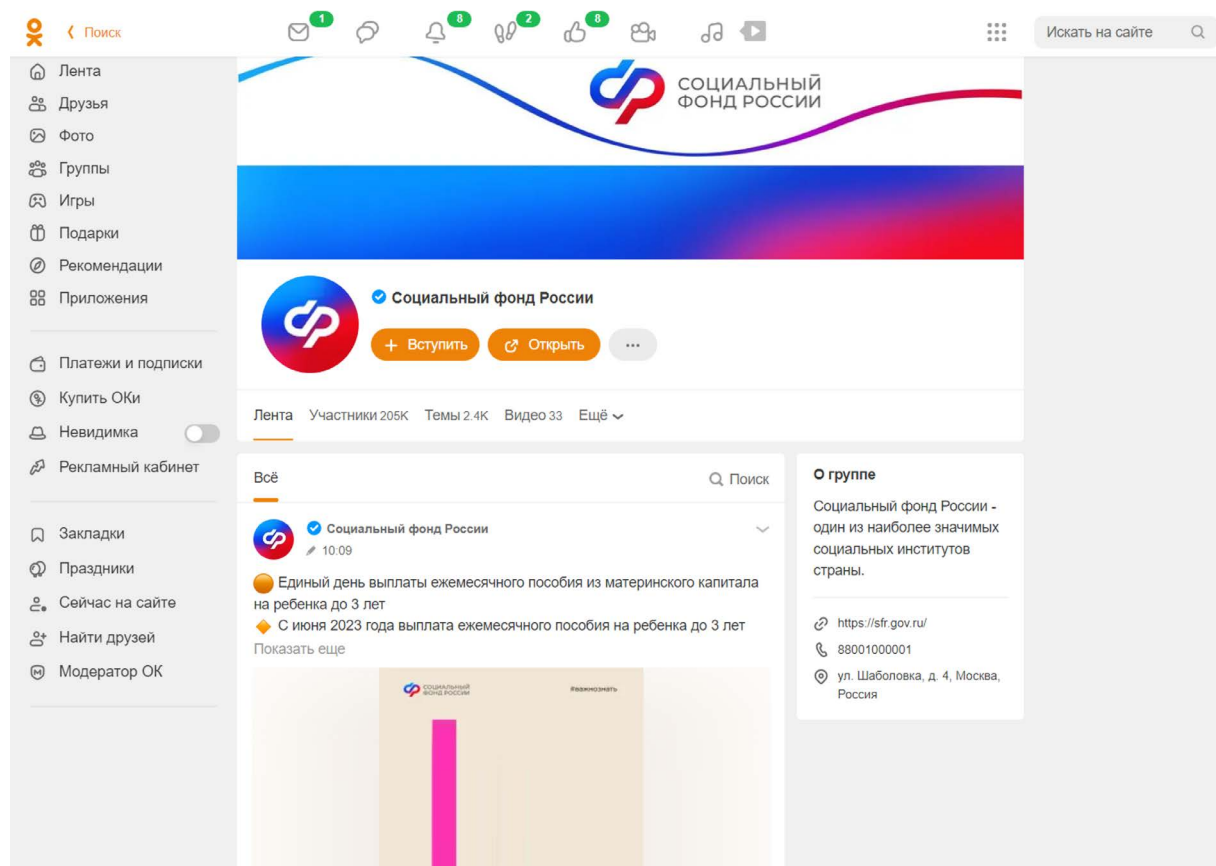 Поиск
1
8
2
8
Искать на сайте
Лента
Друзья
Фото
Группы
Игры
Подарки
Рекомендации
Приложения
Платежи и подписки
Купить ОКи
Невидимка
Рекламный кабинет
Закладки
Праздники
Сейчас на сайте
Найти друзей
Модератор ОК
СОЦИАЛЬНЫЙ
ФОНД РОССИИ
Социальный фонд России
+ Вступить
Открыть
...
Лента Участники 205K Темы 2.4K Видео 33 Ещё
Всё
Поиск
Социальный фонд России
10:09
Единый день выплаты ежемесячного пособия из материнского капитала
на ребенка до 3 лет
С июня 2023 года выплата ежемесячного пособия на ребенка до 3 лет
Показать еще
СОЦИАЛЬНЫЙ
ФОНД РОССИИ
#важнознать
О группе
Социальный фонд России -
один из наиболее значимых
социальных институтов
страны.
https://sfr.gov.ru/
88001000001
ул. Шаболовка, д. 4, Москва,
Россия